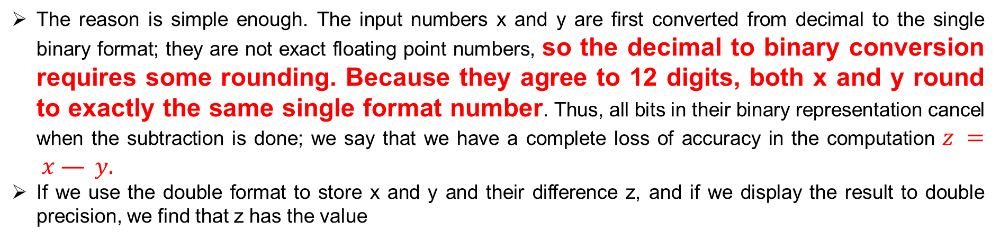 ➢ The reason is simple enough. The input numbers x and y are first converted from decimal to the single
binary format; they are not exact floating point numbers, so the decimal to binary conversion
requires some rounding. Because they agree to 12 digits, both x and y round
to exactly the same single format number. Thus, all bits in their binary representation cancel
when the subtraction is done; we say that we have a complete loss of accuracy in the computation z =
x — y.
➢ If we use the double format to store x and y and their difference z, and if we display the result to double
precision, we find that z has the value